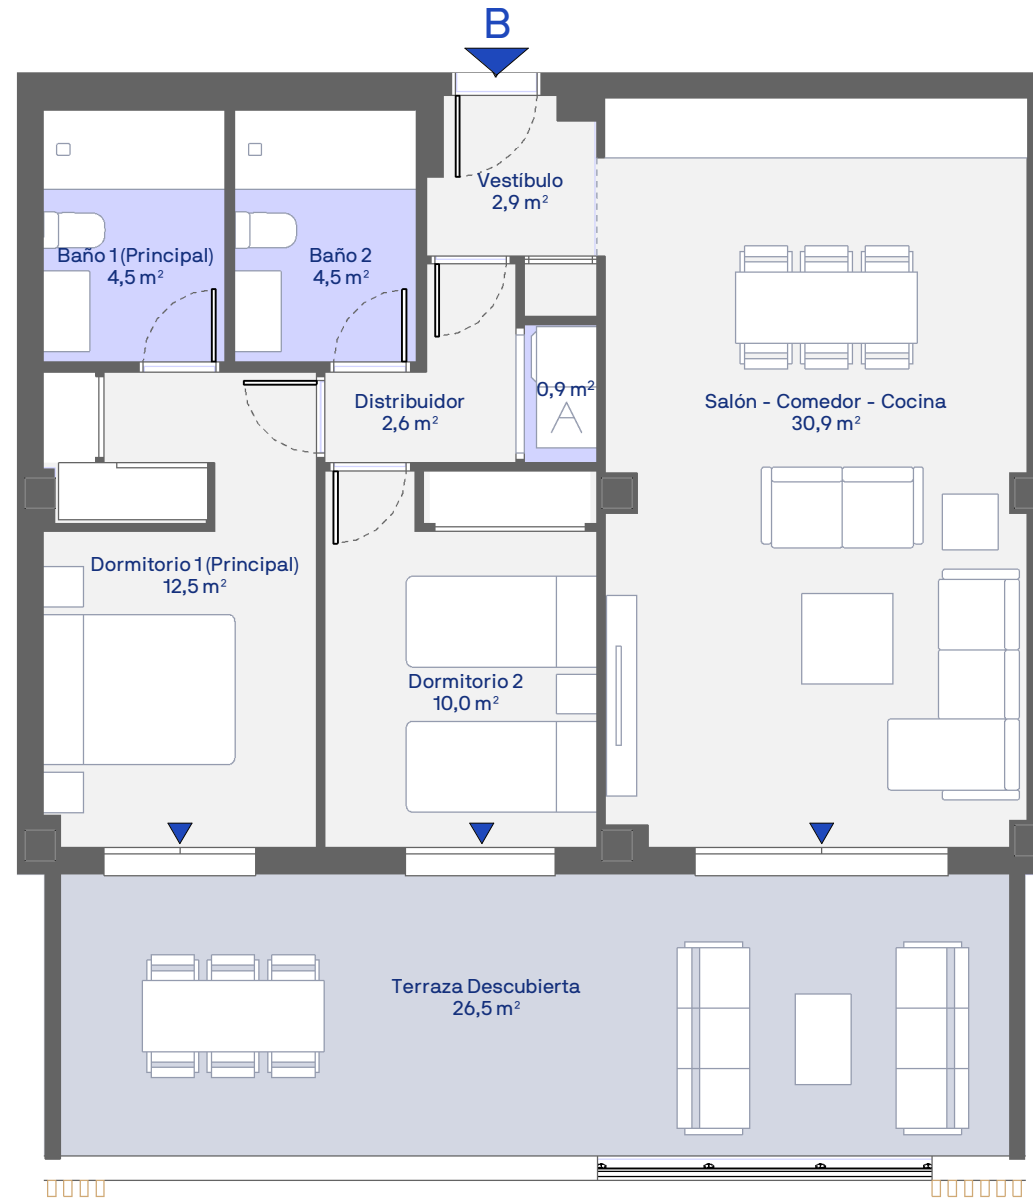 B
Vestíbulo
2,9 m²
Baño 1 (Principal)
4,5 m²
Baño 2
4,5 m²
0,9 m²
Distribuidor
2,6 m²
Salón - Comedor - Cocina
30,9 m²
Dormitorio 1 (Principal)
12,5 m²
Dormitorio 2
10,0 m²
Terraza Descubierta
26,5 m²